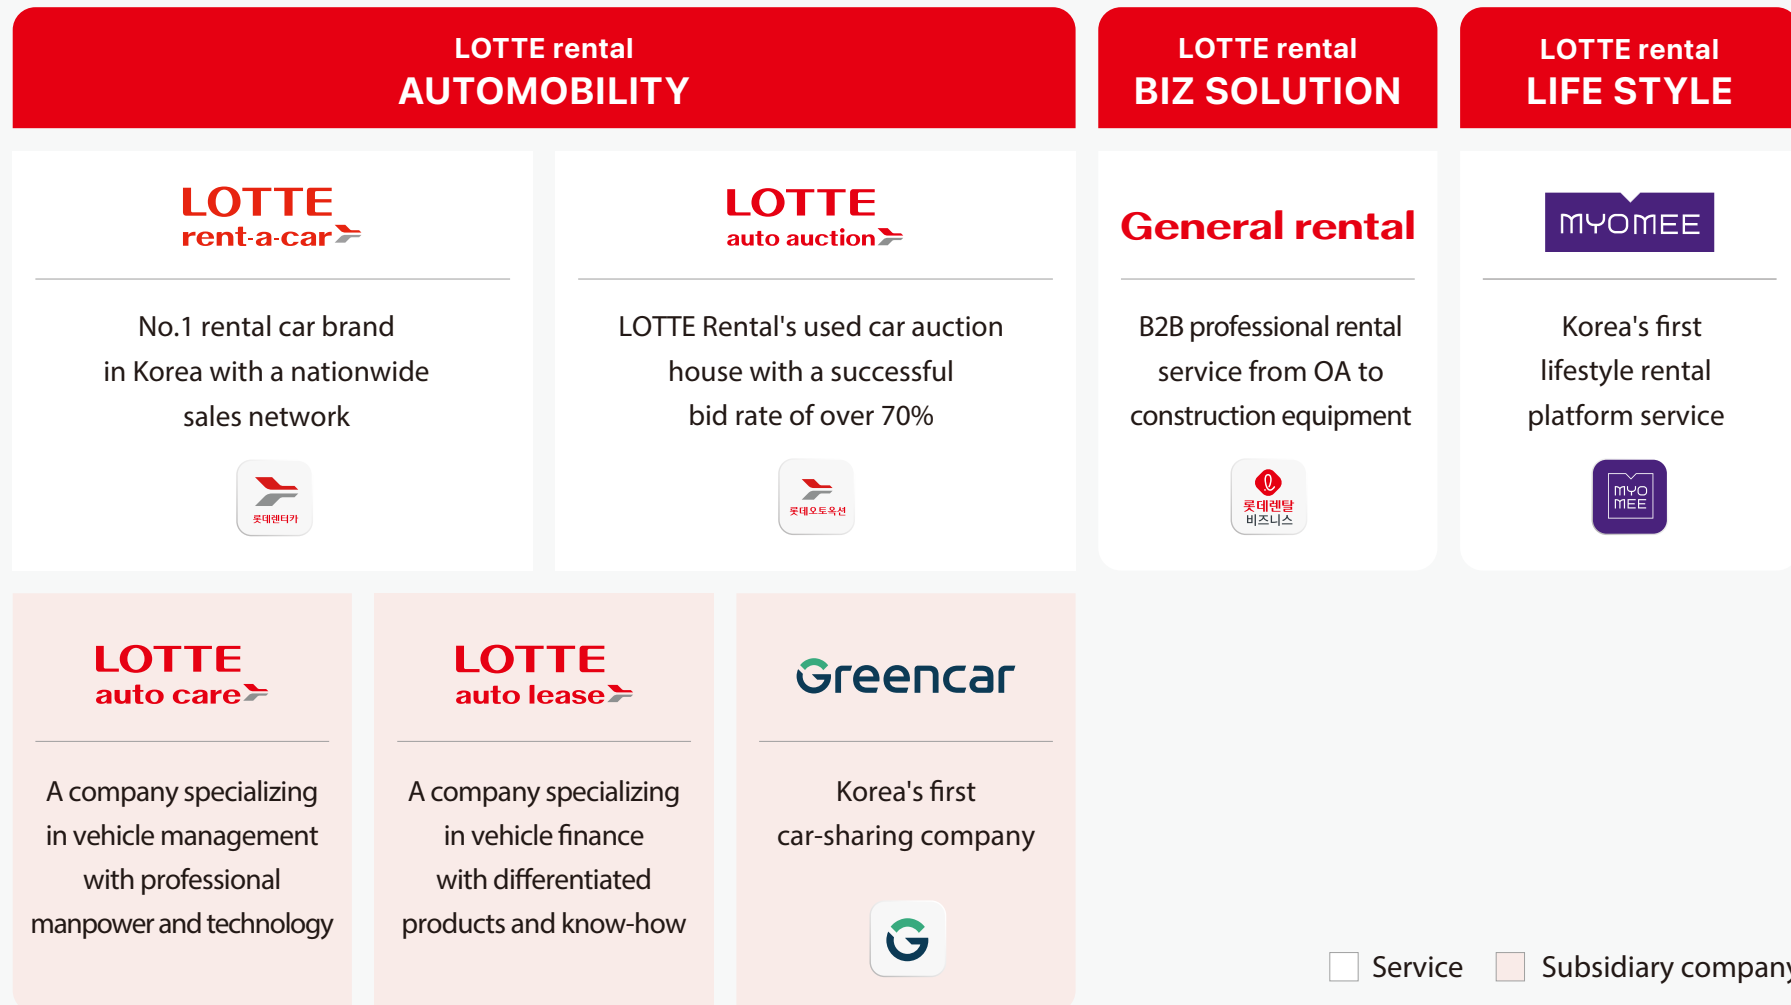 LOTTE rental
AUTOMOBILITY
LOTTE rental
BIZ SOLUTION
LOTTE rental
LIFE STYLE
LOTTE
rent-a-car
No.1 rental car brand
in Korea with a nationwide
sales network
롯데렌터카
LOTTE
auto auction
LOTTE Rental's used car auction
house with a successful
bid rate of over 70%
롯데오토옥션
General rental
B2B professional rental
service from OA to
construction equipment
롯데렌탈
비즈니스
MYOMEE
Korea's first
lifestyle rental
platform service
MYO
MEE
LOTTE
auto care
A company specializing
in vehicle management
with professional
manpower and technology
LOTTE
auto lease
A company specializing
in vehicle finance
with differentiated
products and know-how
Greencar
Korea's first
car-sharing company
G
Service
Subsidiary company